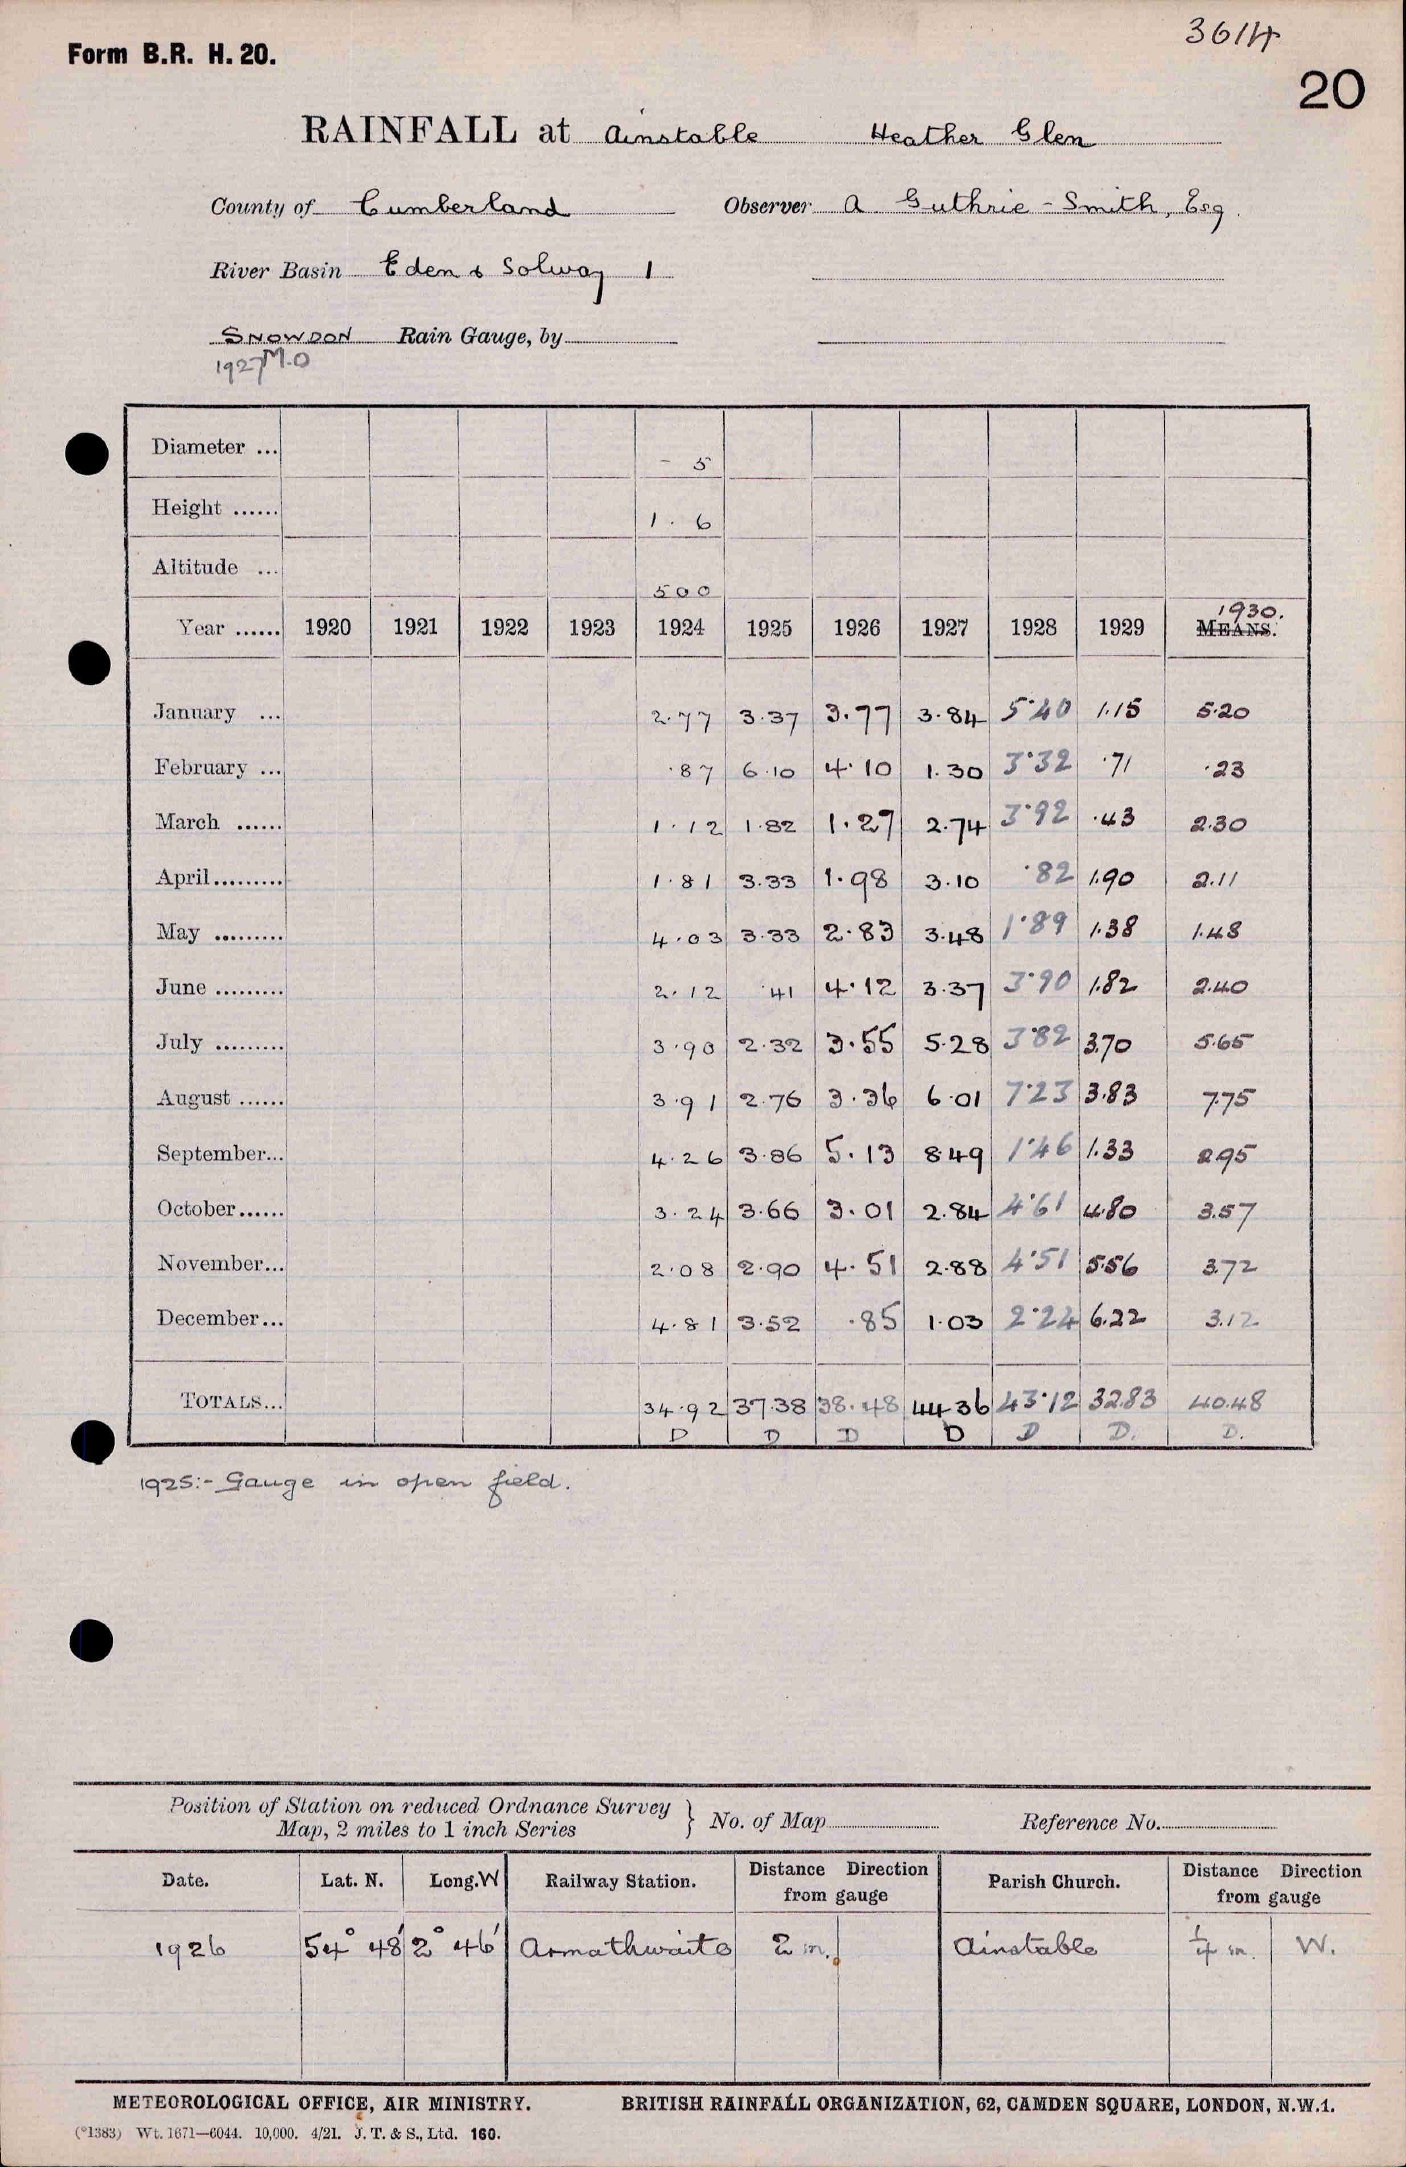 3614
Form B.R. H. 20.
20
RAINFALL at Ainstable Heather Glen
County of Cumberland Observer A Guthrie-Smith, Esq.
River Basin Eden & Solway 1
SNOWDON Rain Gauge, by
1927 M.O
Diameter ... - 5
Height ...... 1. 6
Altitude ... 500
1930.
Year ...... 1920 1921 1922 1923 1924 1925 1926 1927 1928 1929 MEANS.
January ... 2.77 3.37 3.77 3.84 5.40 1.15 5.20
February ... .87 6.10 4.10 1.30 3.32 .71 .23
March ...... 1.12 1.82 1.27 2.74 3.92 .43 2.30
April ......... 1.81 3.33 1.98 3.10 .82 1.90 2.11
May ......... 4.03 3.33 2.83 3.48 1.89 1.38 1.48
June ......... 2.12 .41 4.12 3.37 3.90 1.82 2.40
July ......... 3.90 2.32 3.55 5.28 3.82 3.70 5.65
August ...... 3.91 2.76 3.36 6.01 7.23 3.83 7.75
September... 4.26 3.86 5.13 8.49 1.46 1.33 2.95
October ...... 3.24 3.66 3.01 2.84 4.61 4.80 3.57
November... 2.08 2.90 4.51 2.88 4.51 5.56 3.72
December... 4.81 3.52 .85 1.03 2.24 6.22 3.12
TOTALS... 34.92 37.38 38.48 44.36 43.12 32.83 40.48
D D D D D D. D.
1925:- Gauge in open field.
Position of Station on reduced Ordnance Survey
Map, 2 miles to 1 inch Series } No. of Map Reference No.
Date. Lat. N. Long. W Railway Station. Distance Direction from gauge Parish Church. Distance Direction from gauge
1926 54° 48' 2° 46' Armathwaite 2 m. Ainstable 1/4 m. W.
METEOROLOGICAL OFFICE, AIR MINISTRY. BRITISH RAINFALL ORGANIZATION, 62, CAMDEN SQUARE, LONDON, N.W.1.
(*1383) Wt. 1671—6044. 10,000. 4/21. J. T. & S., Ltd. 160.